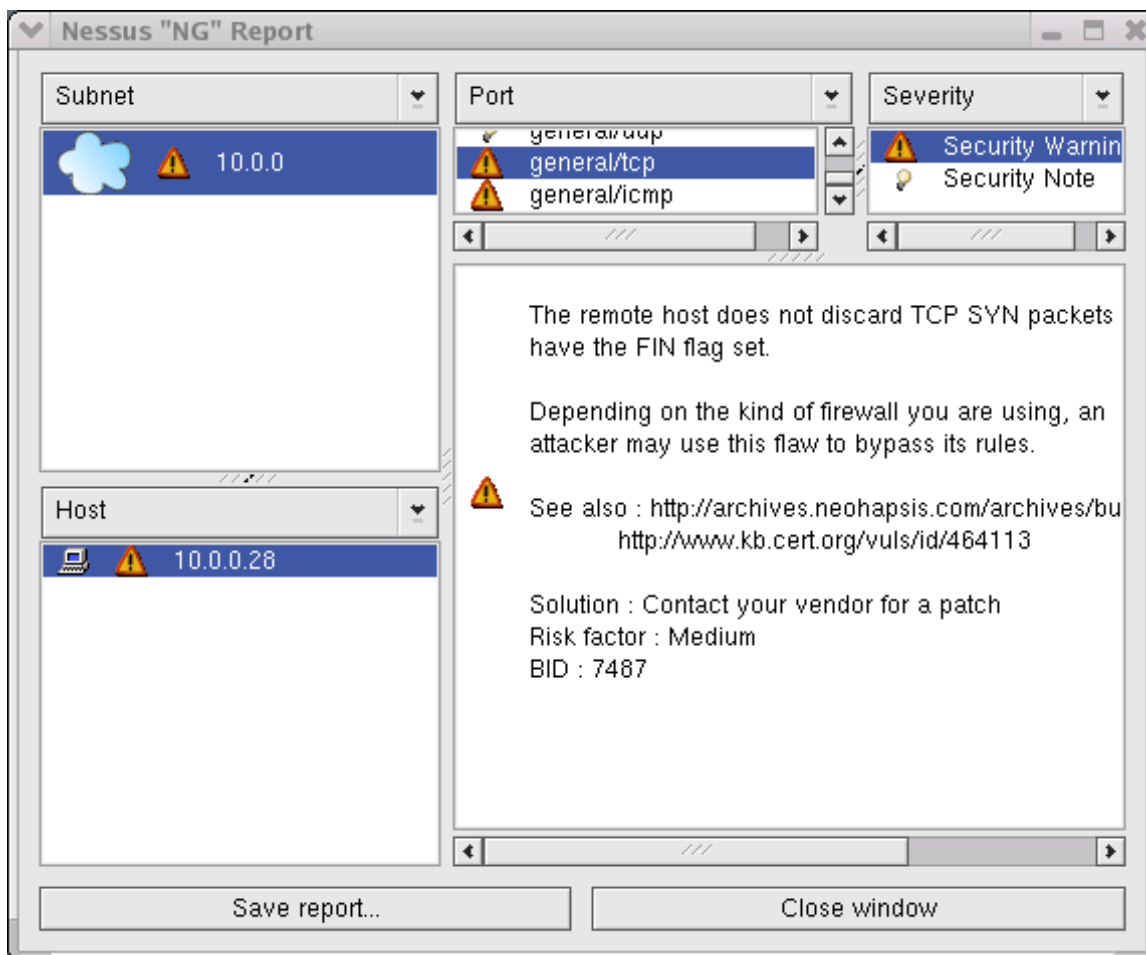 Nessus "NG" Report
Subnet
10.0.0
Host
10.0.0.28
Port
general/udp
general/tcp
general/icmp
Severity
Security Warnin
Security Note
The remote host does not discard TCP SYN packets
have the FIN flag set.
Depending on the kind of firewall you are using, an
attacker may use this flaw to bypass its rules.
See also : http://archives.neohapsis.com/archives/bu
http://www.kb.cert.org/vuls/id/464113
Solution : Contact your vendor for a patch
Risk factor : Medium
BID : 7487
Save report...
Close window